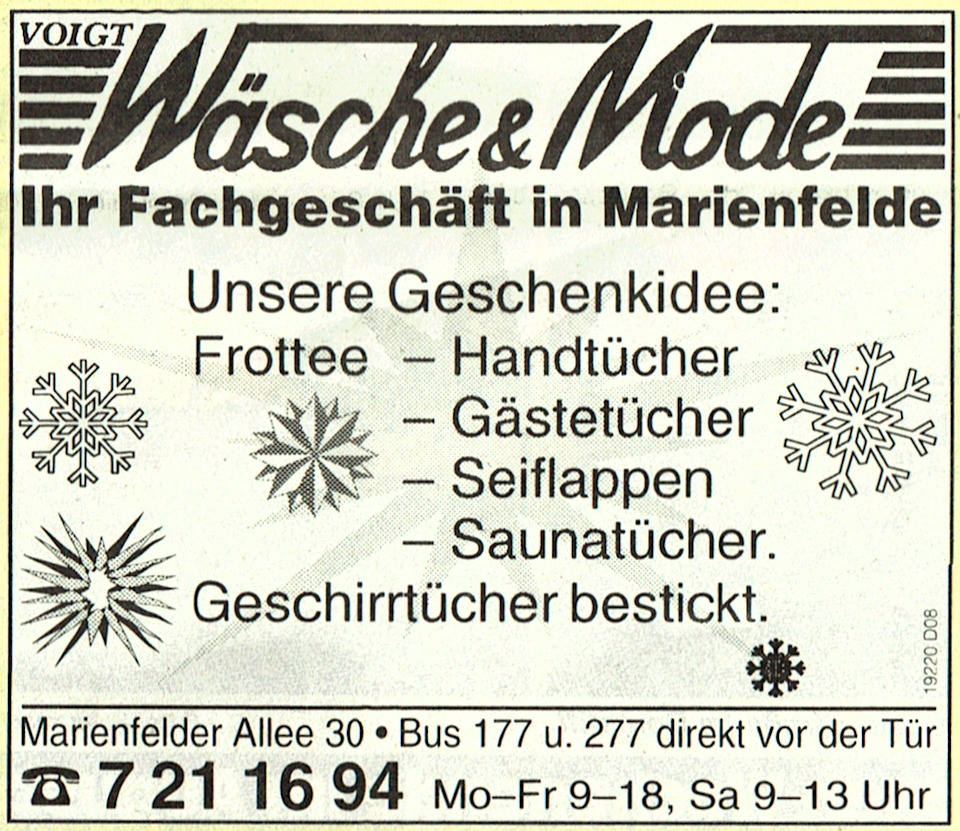 VOIGT
Wäsche & Mode
Ihr Fachgeschäft in Marienfelde
Unsere Geschenkidee:
Frottee – Handtücher
– Gästetücher
– Seiflappen
– Saunatücher.
Geschirrtücher bestickt.
19220 D08
Marienfelder Allee 30 • Bus 177 u. 277 direkt vor der Tür
☎ 7 21 16 94 Mo–Fr 9–18, Sa 9–13 Uhr